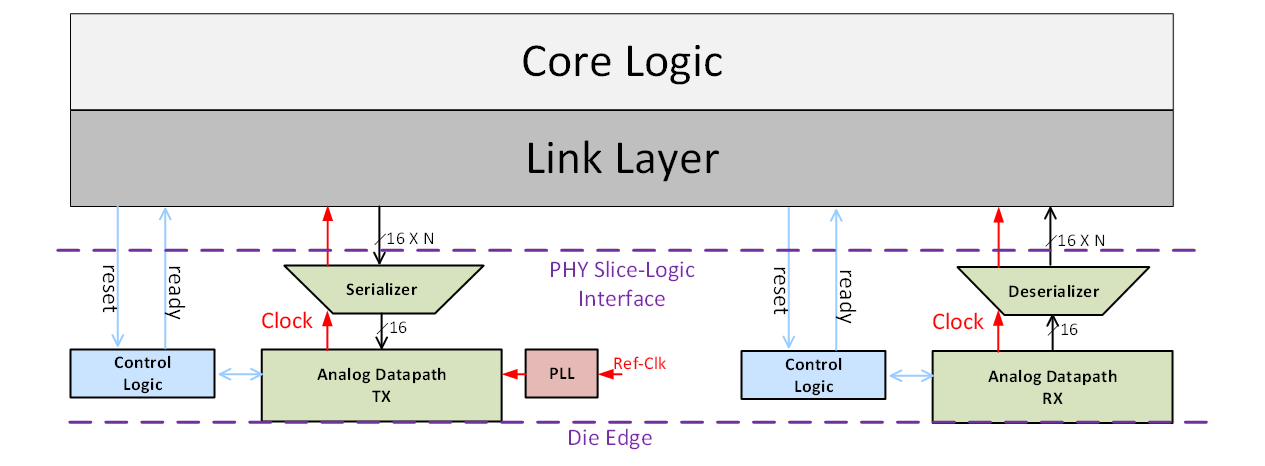 Core Logic
Link Layer
16 X N
16 X N
PHY Slice-Logic
Interface
reset
ready
reset
ready
Serializer
Deserializer
Clock
16
Clock
16
Control
Logic
Analog Datapath
TX
PLL
Ref-Clk
Control
Logic
Analog Datapath
RX
Die Edge